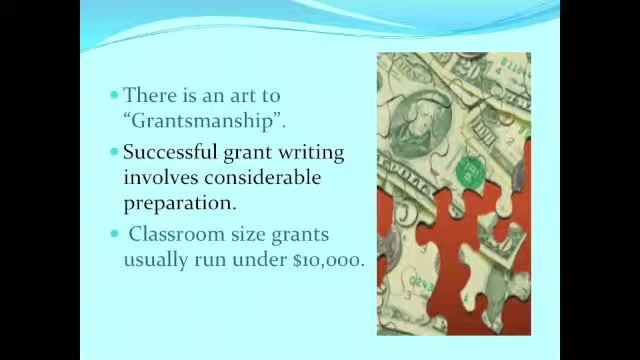 There is an art to
“Grantsmanship”.
Successful grant writing
involves considerable
preparation.
Classroom size grants
usually run under $10,000.